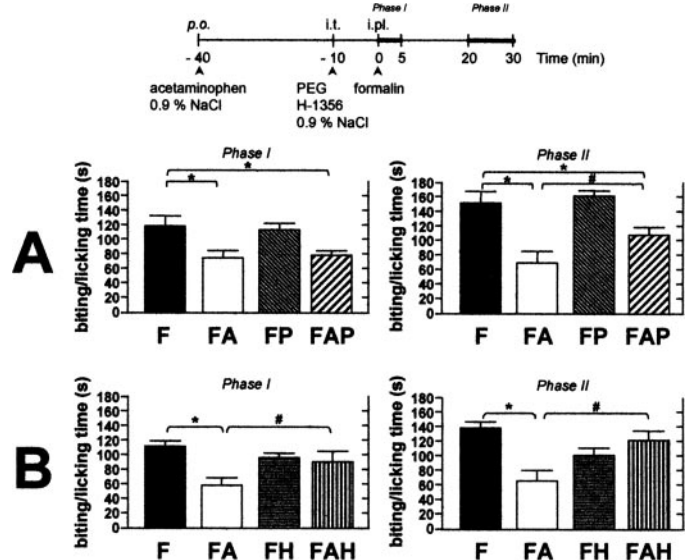 Phase I Phase II
p.o. i.t. i.pl.
- 40 - 10 0 5 20 30 Time (min)
acetaminophen PEG formalin
0.9 % NaCl H-1356
0.9 % NaCl
A
Phase I
biting/licking time (s)
180
160
140
120
100
80
60
40
20
0
* *
F FA FP FAP
Phase II
biting/licking time (s)
180
160
140
120
100
80
60
40
20
0
* * #
F FA FP FAP
B
Phase I
biting/licking time (s)
180
160
140
120
100
80
60
40
20
0
* #
F FA FH FAH
Phase II
biting/licking time (s)
180
160
140
120
100
80
60
40
20
0
* #
F FA FH FAH